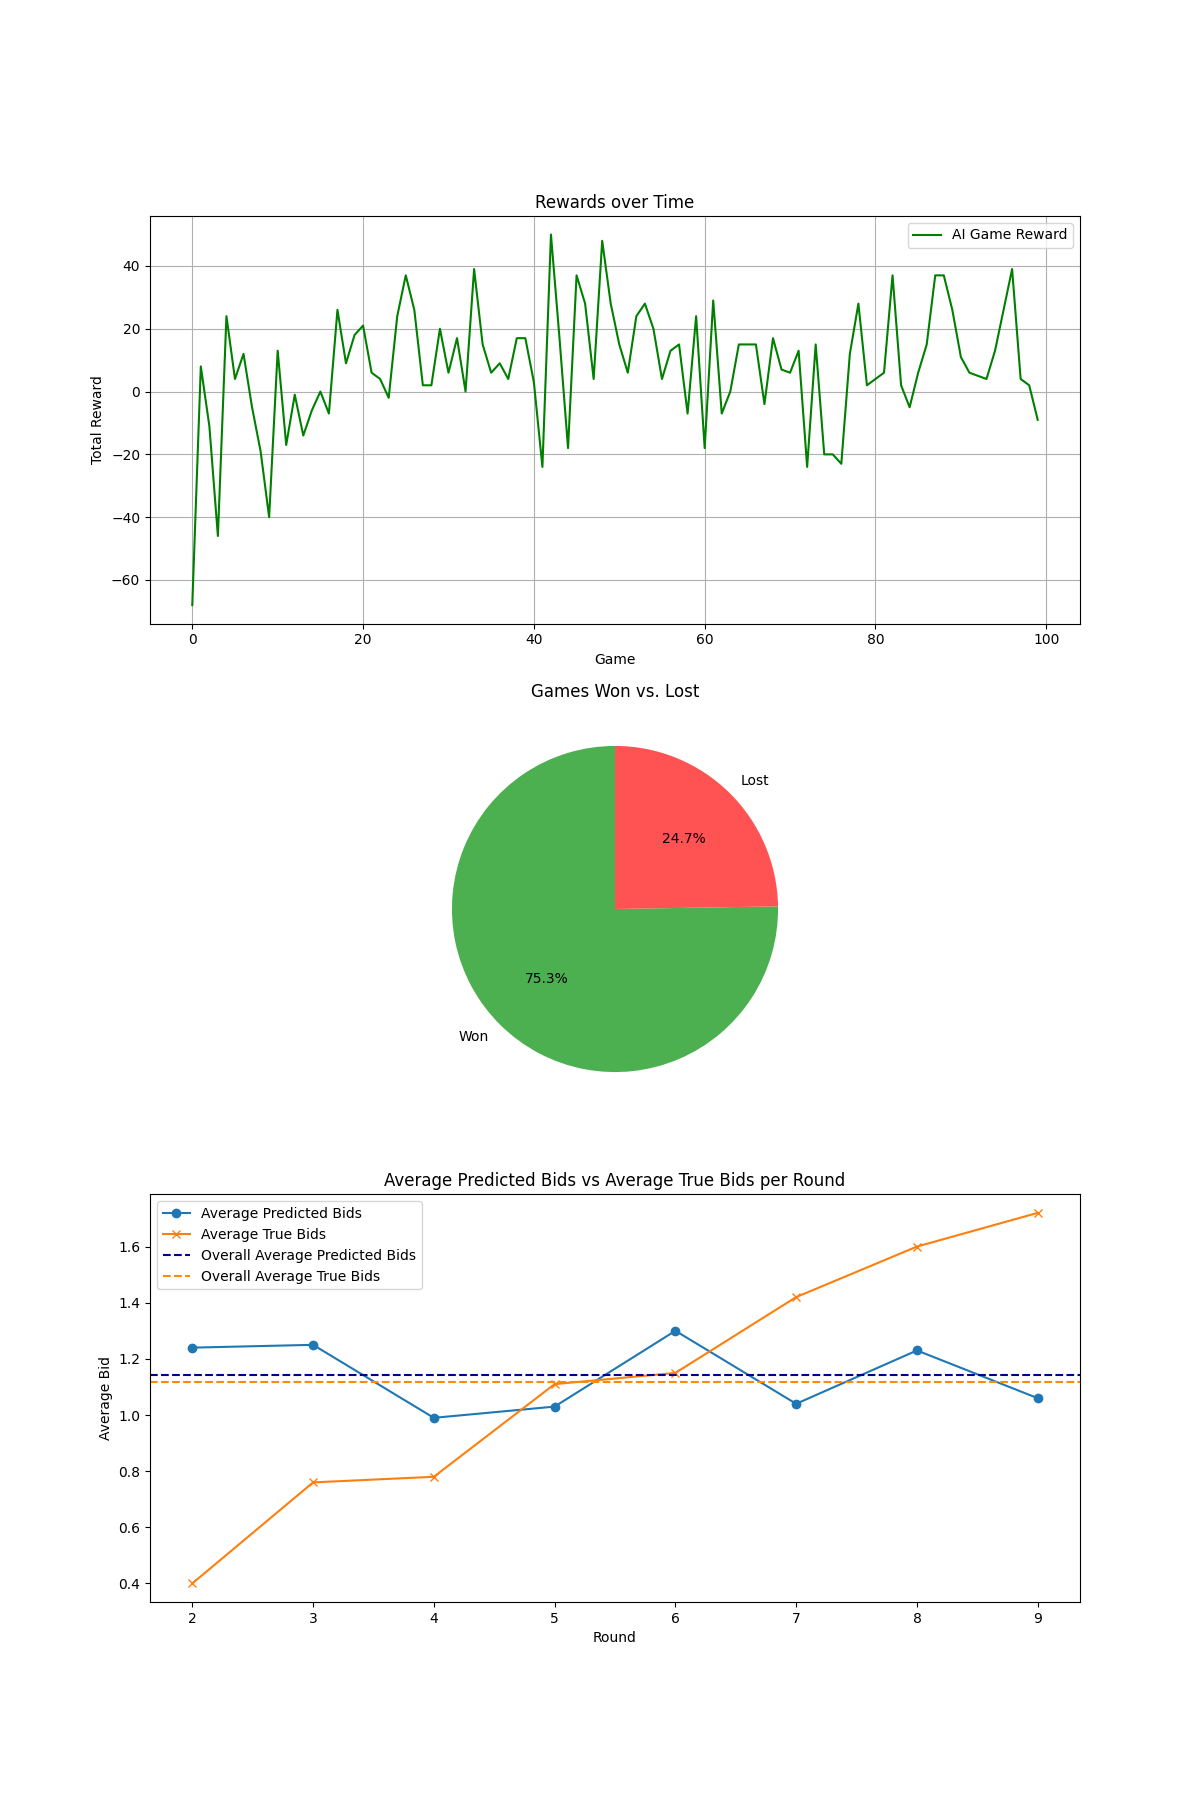 Rewards over Time
AI Game Reward
40
20
0
−20
−40
−60
Total Reward
0 20 40 60 80 100
Game
Games Won vs. Lost
Lost
24.7%
75.3%
Won
Average Predicted Bids vs Average True Bids per Round
Average Predicted Bids
Average True Bids
Overall Average Predicted Bids
Overall Average True Bids
1.6
1.4
1.2
1.0
0.8
0.6
0.4
Average Bid
2 3 4 5 6 7 8 9
Round